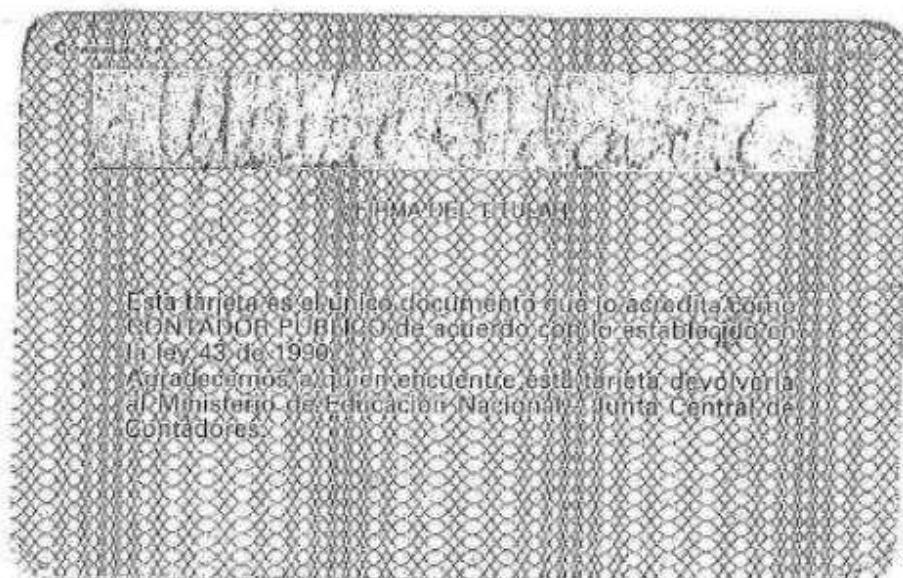 FIRMA DEL TITULAR
Esta tarjeta es el único documento que lo acredita como
CONTADOR PÚBLICO de acuerdo con lo establecido en
la ley 43 de 1990.
Agradecemos a quien encuentre esta tarjeta devolverla
al Ministerio de Educación Nacional - Junta Central de
Contadores.